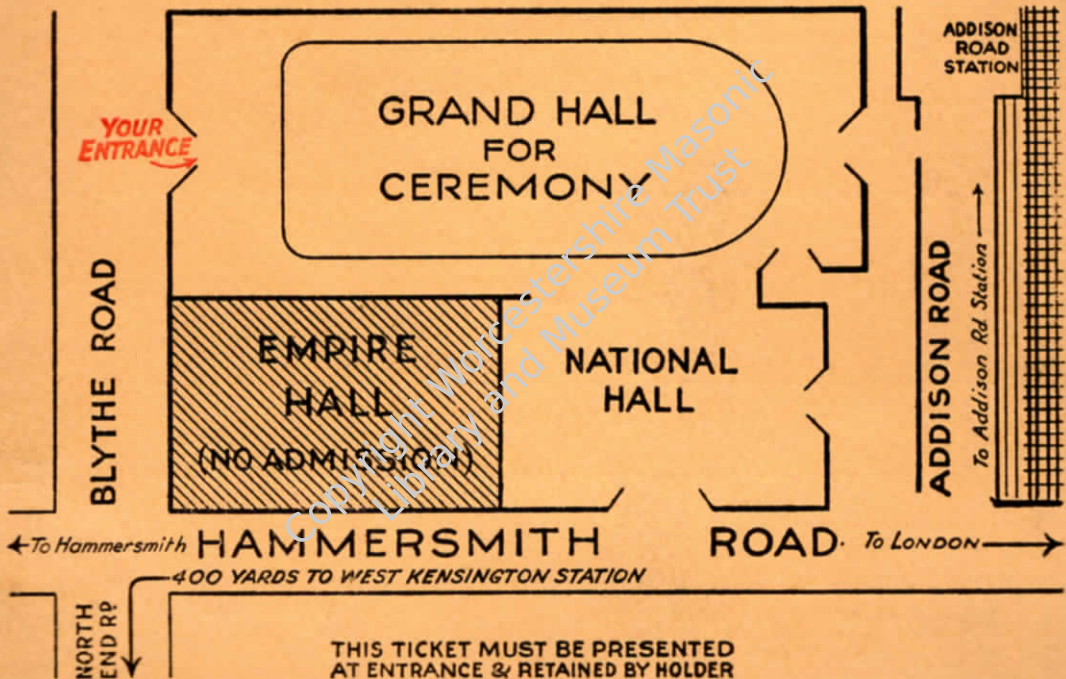 ADDISON
ROAD
STATION
GRAND HALL
FOR
CEREMONY
YOUR
ENTRANCE
BLYTHE ROAD
EMPIRE
HALL
(NO ADMISSION)
NATIONAL
HALL
ADDISON ROAD
To Addison Rd Station
To Hammersmith
HAMMERSMITH ROAD
To LONDON
400 YARDS TO WEST KENSINGTON STATION
NORTH
END RD
THIS TICKET MUST BE PRESENTED
AT ENTRANCE & RETAINED BY HOLDER
Copyright Worcestershire Masonic
Library and Museum Trust